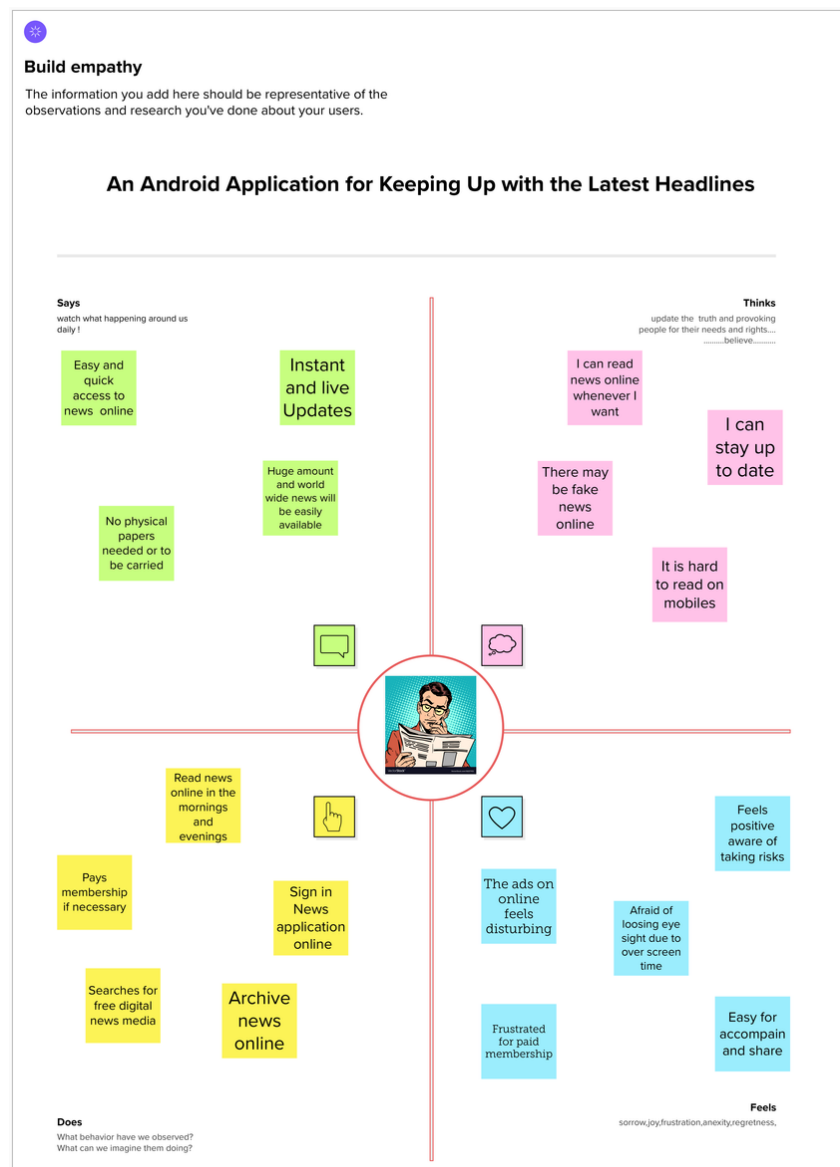 Build empathy
The information you add here should be representative of the
observations and research you've done about your users.
An Android Application for Keeping Up with the Latest Headlines
Says
watch what happening around us
daily !
Easy and
quick
access to
news online
Instant
and live
Updates
Huge amount
and world
wide news will
be easily
available
No physical
papers
needed or to
be carried
Thinks
update the truth and provoking
people for their needs and rights....
.........believe...........
I can read
news online
whenever I
want
I can
stay up
to date
There may
be fake
news
online
It is hard
to read on
mobiles
Read news
online in the
mornings
and
evenings
Pays
membership
if necessary
Sign in
News
application
online
Searches for
free digital
news media
Archive
news
online
Does
What behavior have we observed?
What can we imagine them doing?
Feels
positive
aware of
taking risks
The ads on
online
feels
disturbing
Afraid of
loosing eye
sight due to
over screen
time
Frustrated
for paid
membership
Easy for
accompain
and share
Feels
sorrow,joy,frustration,anexity,regretness,